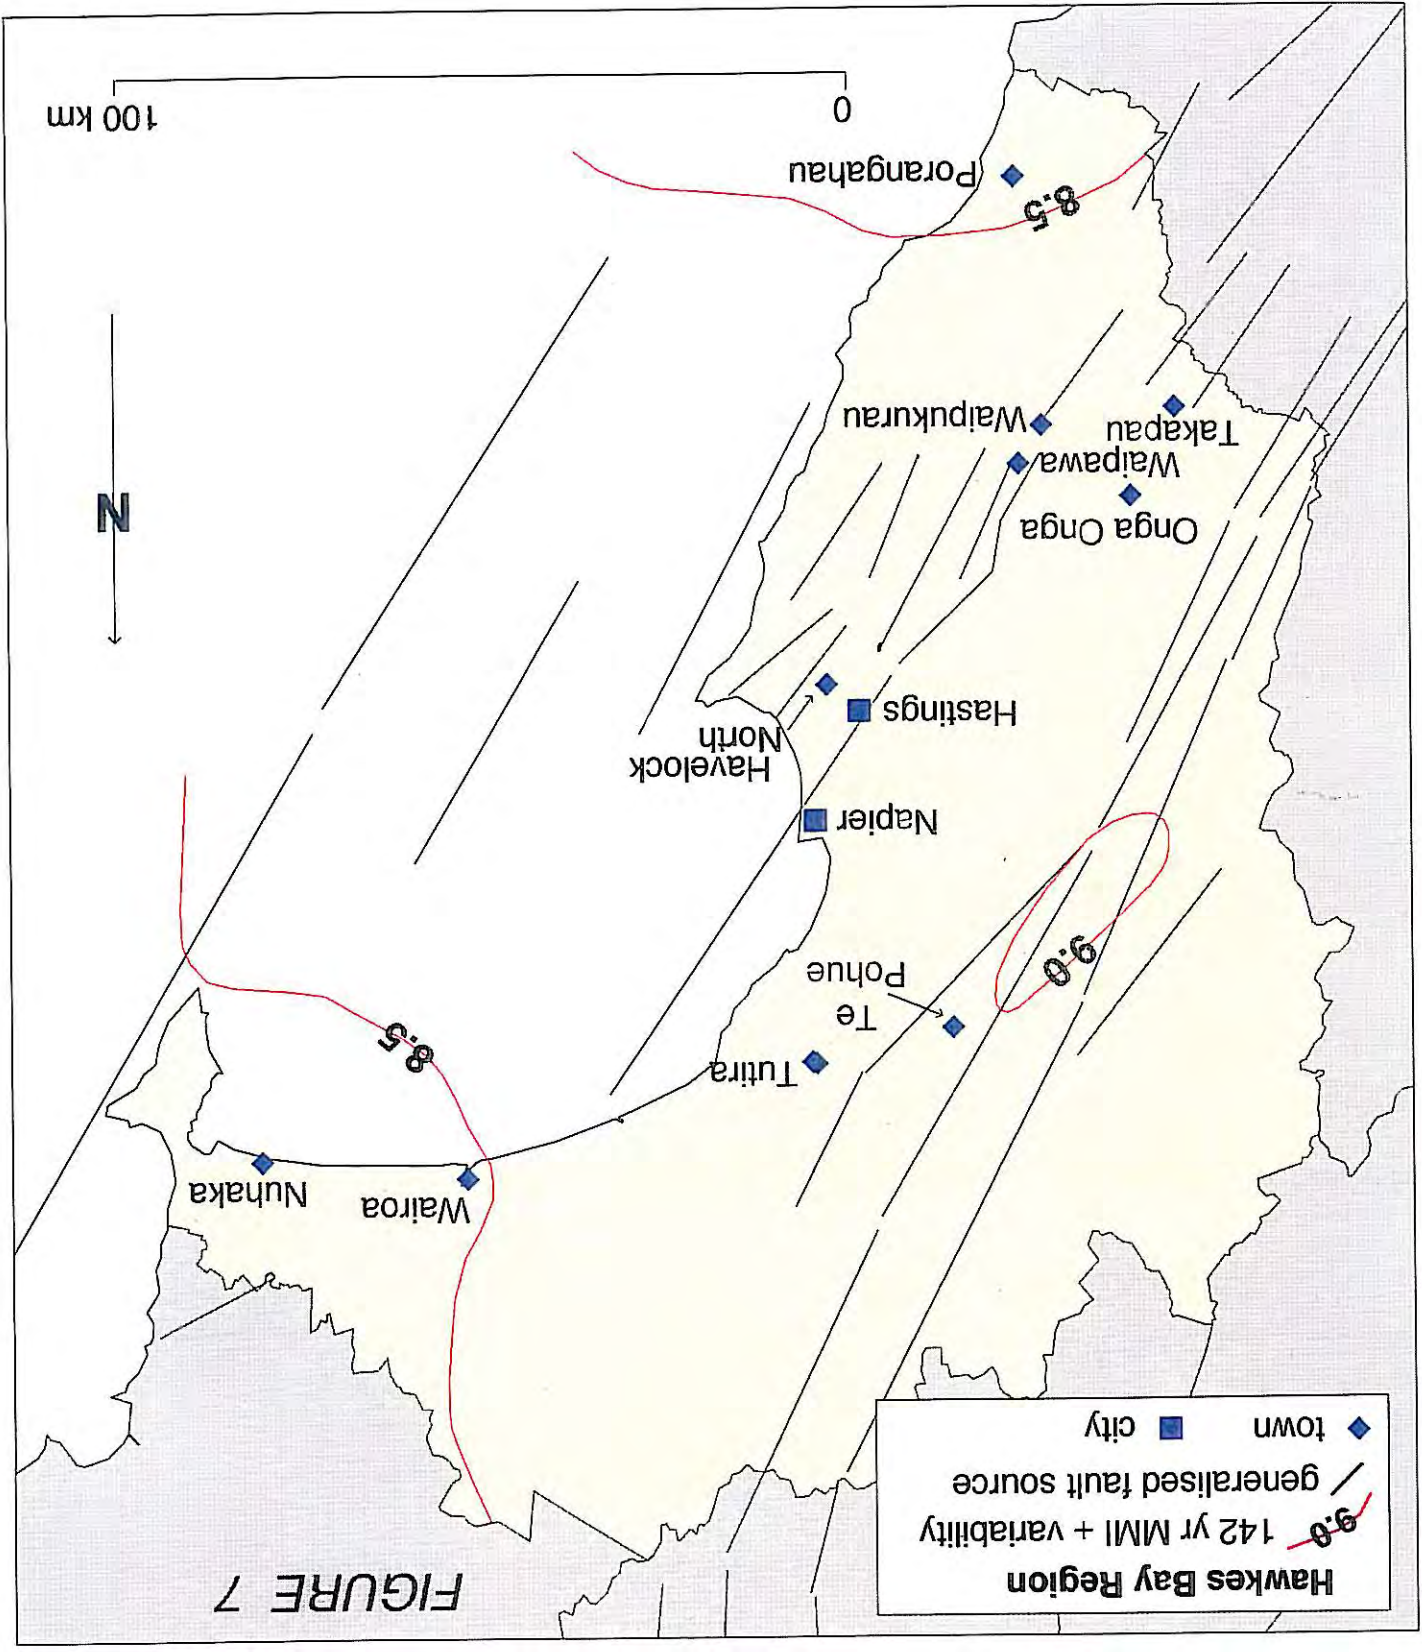 FIGURE 7
Hawkes Bay Region
9.0 142 yr MMI + variability
generalised fault source
town
city
Wairoa
Nuhaka
8.5
Tutira
Te
Pohue
9.0
Napier
Havelock
North
Hastings
N
Onga Onga
Waipawa
Takapau
Waipukurau
8.5
Porangahau
0
100 km